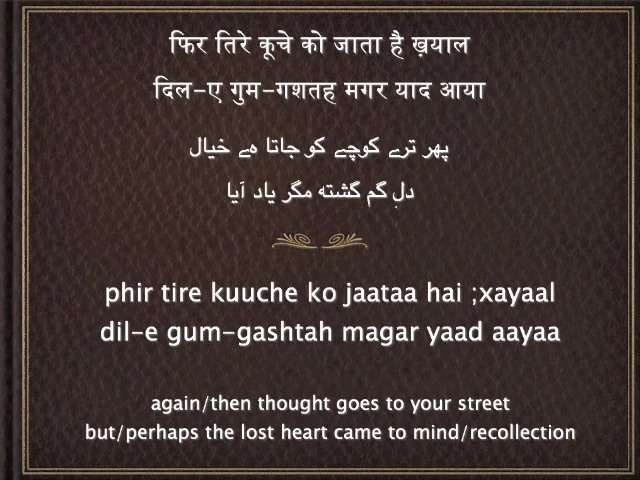 फिर तिरे कूचे को जाता है ख़याल
दिल-ए गुम-गशतह मगर याद आया
پھر ترے کوچے کو جاتا ہے خیال
دلِ گم گشتہ مگر یاد آیا
phir tire kuuche ko jaataa hai ;xayaal
dil-e gum-gashtah magar yaad aayaa
again/then thought goes to your street
but/perhaps the lost heart came to mind/recollection